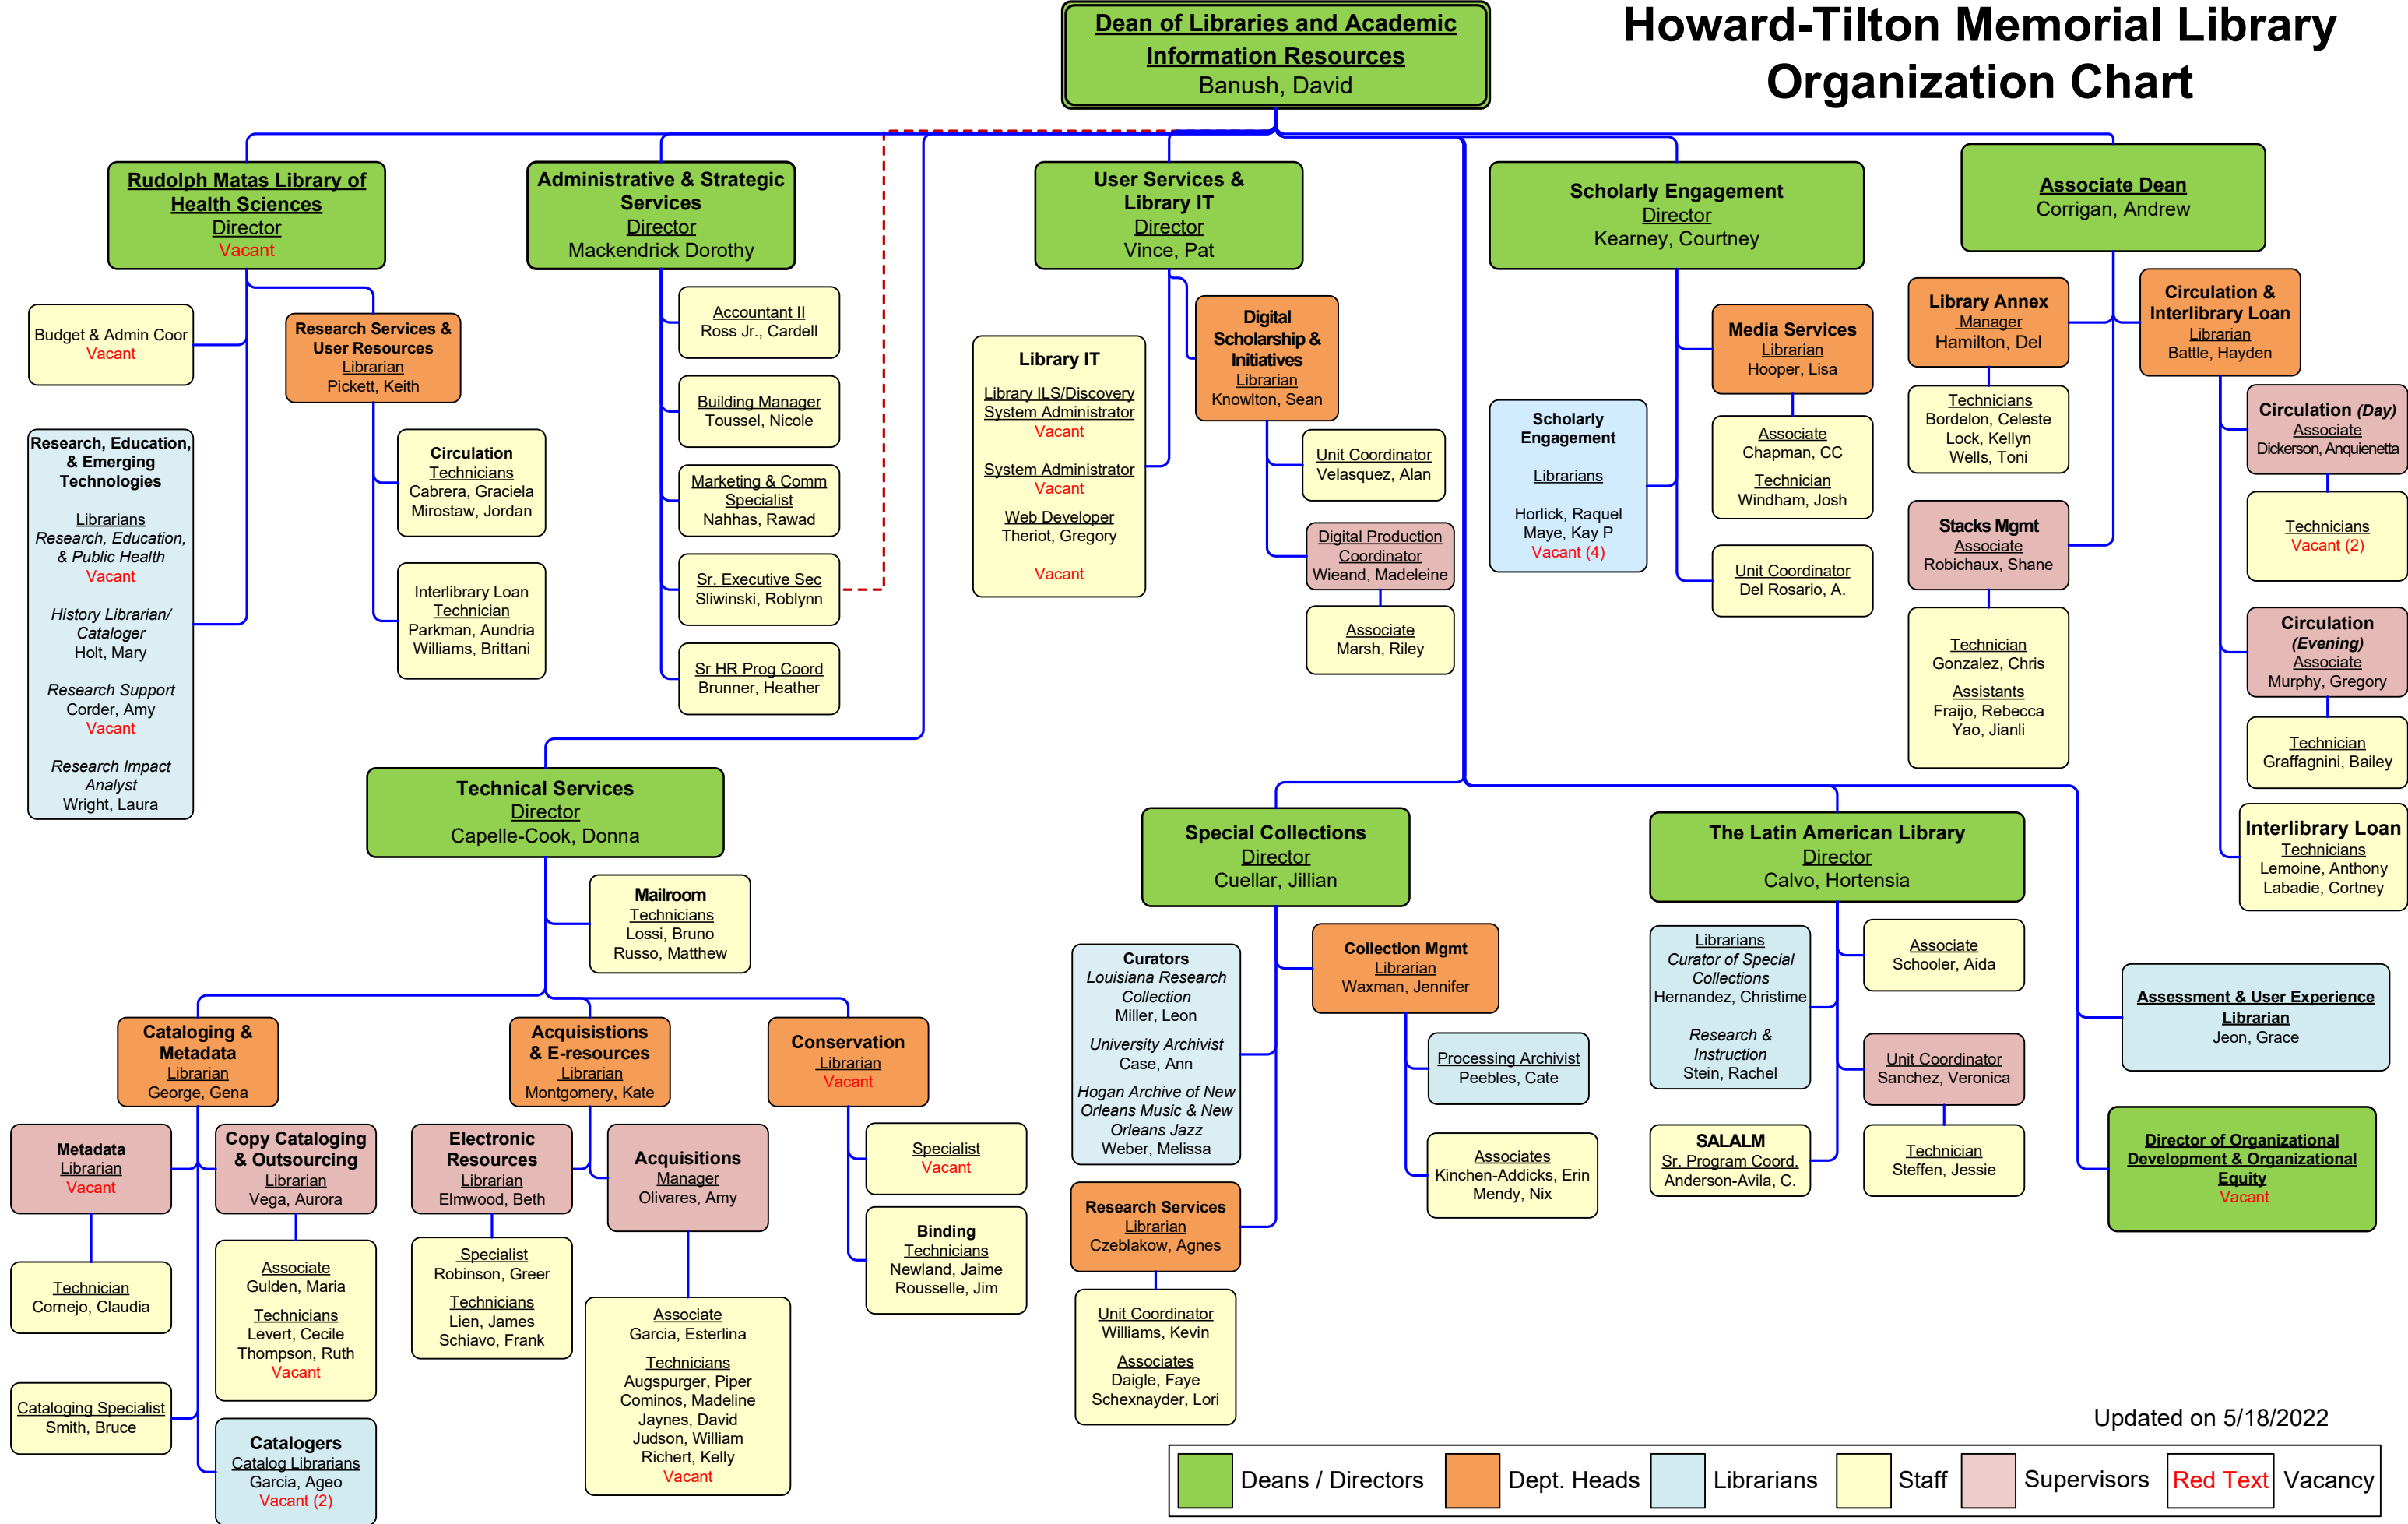 Howard-Tilton Memorial Library
Organization Chart
Dean of Libraries and Academic
Information Resources
Banush, David
Rudolph Matas Library of
Health Sciences
Director
Vacant
Budget & Admin Coor
Vacant
Research Services &
User Resources
Librarian
Pickett, Keith
Research, Education,
& Emerging
Technologies
Librarians
Research, Education,
& Public Health
Vacant
History Librarian/
Cataloger
Holt, Mary
Research Support
Corder, Amy
Vacant
Research Impact
Analyst
Wright, Laura
Circulation
Technicians
Cabrera, Graciela
Mirostaw, Jordan
Interlibrary Loan
Technician
Parkman, Aundria
Williams, Brittani
Administrative & Strategic
Services
Director
Mackendrick Dorothy
Accountant II
Ross Jr., Cardell
Building Manager
Toussel, Nicole
Marketing & Comm
Specialist
Nahhas, Rawad
Sr. Executive Sec
Sliwinski, Roblynn
Sr HR Prog Coord
Brunner, Heather
User Services &
Library IT
Director
Vince, Pat
Library IT
Library ILS/Discovery
System Administrator
Vacant
System Administrator
Vacant
Web Developer
Theriot, Gregory
Vacant
Digital
Scholarship &
Initiatives
Librarian
Knowlton, Sean
Unit Coordinator
Velasquez, Alan
Digital Production
Coordinator
Wieand, Madeleine
Associate
Marsh, Riley
Scholarly Engagement
Director
Kearney, Courtney
Scholarly
Engagement
Librarians
Horlick, Raquel
Maye, Kay P
Vacant (4)
Media Services
Librarian
Hooper, Lisa
Associate
Chapman, CC
Technician
Windham, Josh
Unit Coordinator
Del Rosario, A.
Associate Dean
Corrigan, Andrew
Library Annex
Manager
Hamilton, Del
Technicians
Bordelon, Celeste
Lock, Kellyn
Wells, Toni
Stacks Mgmt
Associate
Robichaux, Shane
Technician
Gonzalez, Chris
Assistants
Fraijo, Rebecca
Yao, Jianli
Circulation &
Interlibrary Loan
Librarian
Battle, Hayden
Circulation (Day)
Associate
Dickerson, Anquienetta
Technicians
Vacant (2)
Circulation
(Evening)
Associate
Murphy, Gregory
Technician
Graffagnini, Bailey
Interlibrary Loan
Technicians
Lemoine, Anthony
Labadie, Cortney
Technical Services
Director
Capelle-Cook, Donna
Mailroom
Technicians
Lossi, Bruno
Russo, Matthew
Cataloging &
Metadata
Librarian
George, Gena
Metadata
Librarian
Vacant
Technician
Cornejo, Claudia
Cataloging Specialist
Smith, Bruce
Copy Cataloging
& Outsourcing
Librarian
Vega, Aurora
Associate
Gulden, Maria
Technicians
Levert, Cecile
Thompson, Ruth
Vacant
Catalogers
Catalog Librarians
Garcia, Ageo
Vacant (2)
Acquisistions
& E-resources
Librarian
Montgomery, Kate
Electronic
Resources
Librarian
Elmwood, Beth
Specialist
Robinson, Greer
Technicians
Lien, James
Schiavo, Frank
Acquisitions
Manager
Olivares, Amy
Associate
Garcia, Esterlina
Technicians
Augspurger, Piper
Cominos, Madeline
Jaynes, David
Judson, William
Richert, Kelly
Vacant
Conservation
Librarian
Vacant
Specialist
Vacant
Binding
Technicians
Newland, Jaime
Rousselle, Jim
Special Collections
Director
Cuellar, Jillian
Curators
Louisiana Research
Collection
Miller, Leon
University Archivist
Case, Ann
Hogan Archive of New
Orleans Music & New
Orleans Jazz
Weber, Melissa
Collection Mgmt
Librarian
Waxman, Jennifer
Processing Archivist
Peebles, Cate
Associates
Kinchen-Addicks, Erin
Mendy, Nix
Research Services
Librarian
Czeblakow, Agnes
Unit Coordinator
Williams, Kevin
Associates
Daigle, Faye
Schexnayder, Lori
The Latin American Library
Director
Calvo, Hortensia
Librarians
Curator of Special
Collections
Hernandez, Christime
Research &
Instruction
Stein, Rachel
SALALM
Sr. Program Coord.
Anderson-Avila, C.
Associate
Schooler, Aida
Unit Coordinator
Sanchez, Veronica
Technician
Steffen, Jessie
Assessment & User Experience
Librarian
Jeon, Grace
Director of Organizational
Development & Organizational
Equity
Vacant
Updated on 5/18/2022
Deans / Directors
Dept. Heads
Librarians
Staff
Supervisors
Red Text
Vacancy